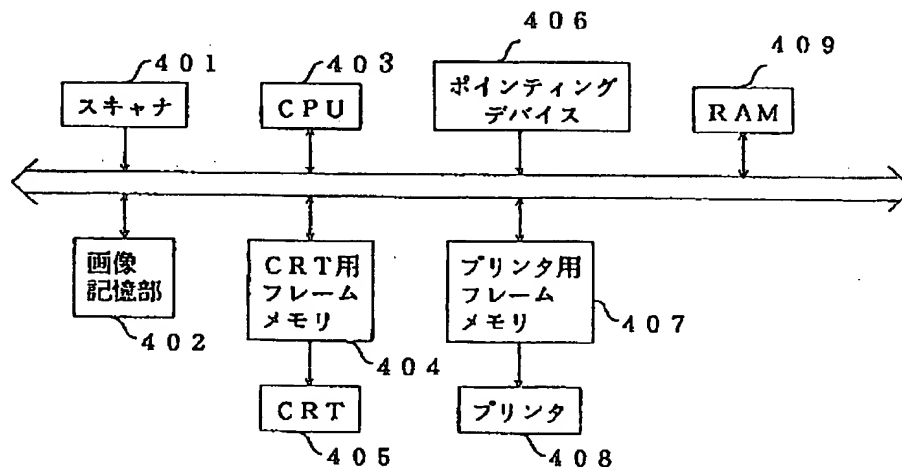 401
スキャナ
403
CPU
406
ポインティング
デバイス
409
RAM
画像
記憶部
402
CRT用
フレーム
メモリ
404
プリンタ用
フレーム
メモリ
407
CRT
405
プリンタ
408